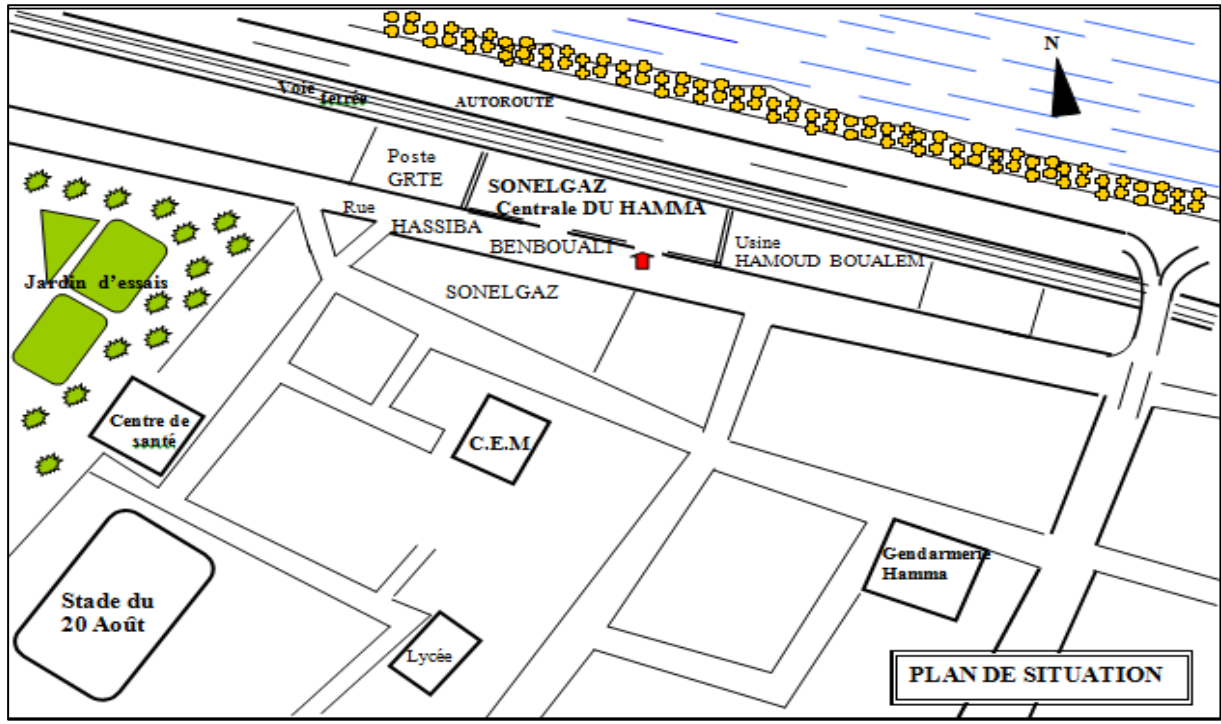 N
Voie
ferrée
AUTOROUTE
Poste
GRTE
SONELGAZ
Centrale DU HAMMA
Rue
HASSIBA
BENBOUALI
Usine
HAMOUD BOUALEM
Jardin d'essais
SONELGAZ
Centre de
santé
C.E.M
Gendarmerie
Hamma
Stade du
20 Août
Lycée
PLAN DE SITUATION